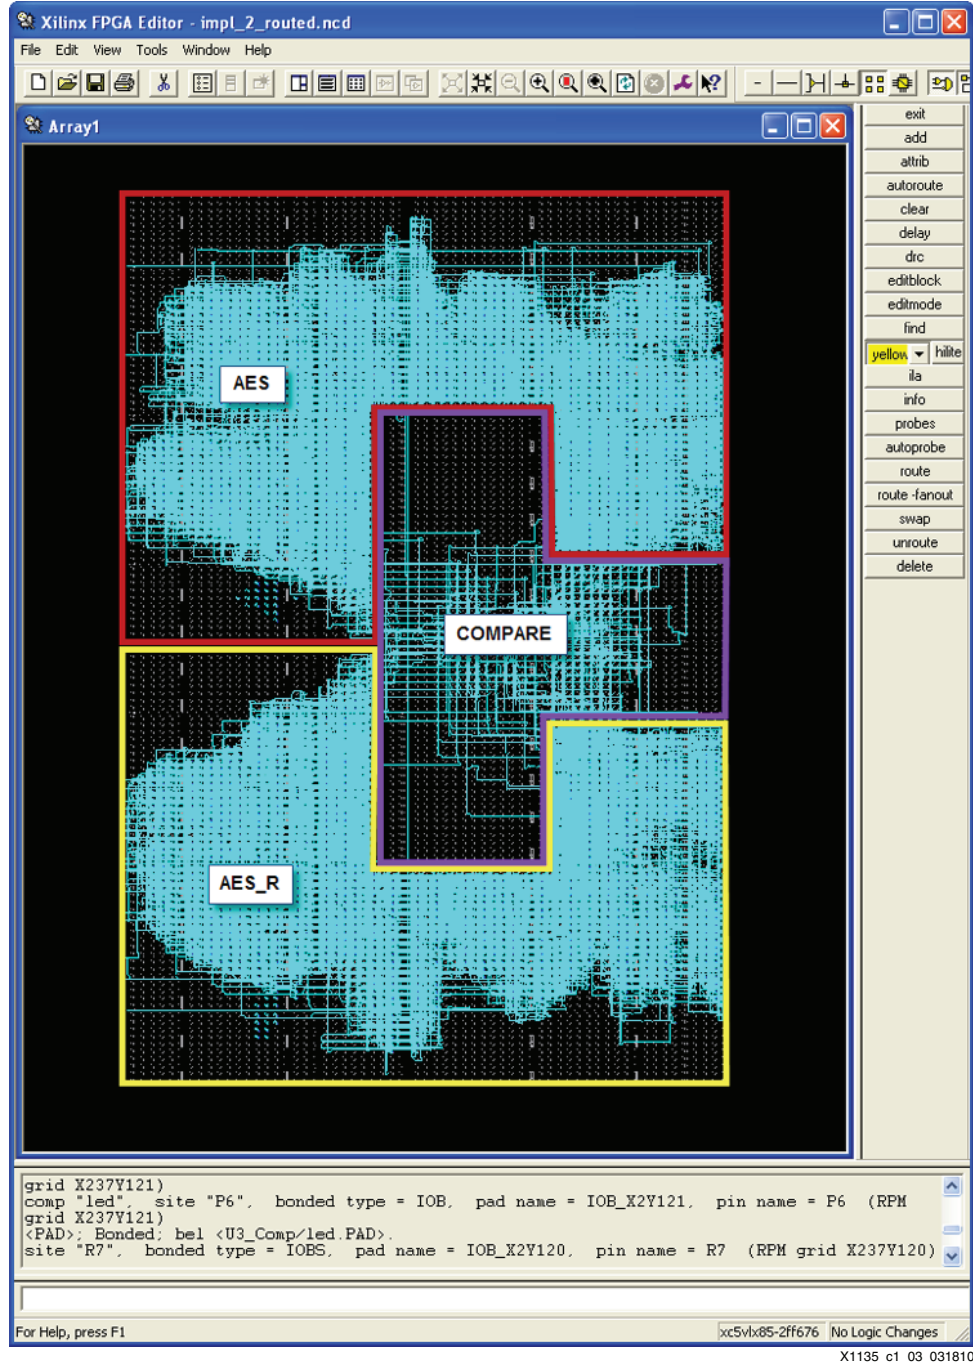 Xilinx FPGA Editor - impl_2_routed.ncd
File Edit View Tools Window Help
Array1
exit
add
attrib
autoroute
clear
delay
drc
editblock
editmode
find
yellow hilite
ila
info
probes
autoprobe
route
route -fanout
swap
unroute
delete
AES
COMPARE
AES_R
grid X237Y121)
comp "led", site "P6", bonded type = IOB, pad name = IOB_X2Y121, pin name = P6 (RPM
grid X237Y121)
<PAD>; Bonded; bel <U3_Comp/led.PAD>.
site "R7", bonded type = IOBS, pad name = IOB_X2Y120, pin name = R7 (RPM grid X237Y120)
For Help, press F1
xc5vlx85-2ff676 No Logic Changes
X1135_c1_03_031810